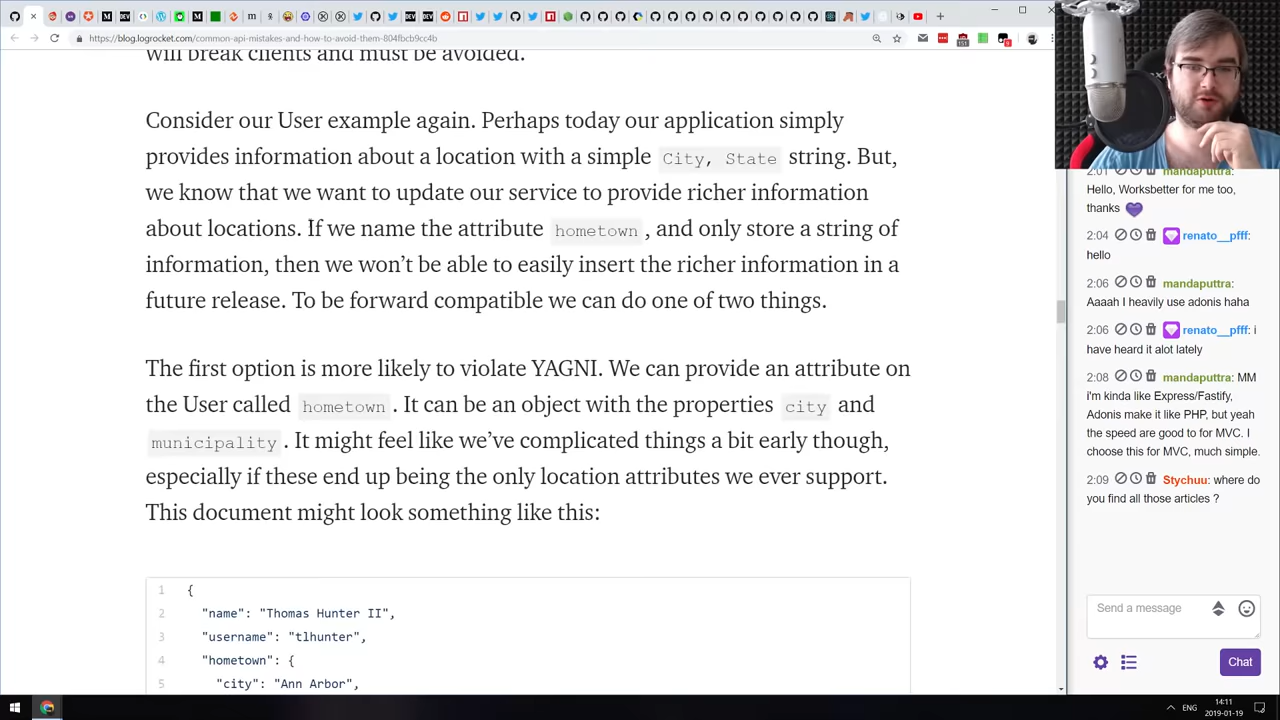 https://blog.logrocket.com/common-api-mistakes-and-how-to-avoid-them-804fbcb9cc4b
will break clients and must be avoided.
Consider our User example again. Perhaps today our application simply
provides information about a location with a simple City, State string. But,
we know that we want to update our service to provide richer information
about locations. If we name the attribute hometown , and only store a string of
information, then we won’t be able to easily insert the richer information in a
future release. To be forward compatible we can do one of two things.
The first option is more likely to violate YAGNI. We can provide an attribute on
the User called hometown . It can be an object with the properties city and
municipality . It might feel like we’ve complicated things a bit early though,
especially if these end up being the only location attributes we ever support.
This document might look something like this:
1 {
2 "name": "Thomas Hunter II",
3 "username": "tlhunter",
4 "hometown": {
5 "city": "Ann Arbor",
2:01 mandaputtra:
Hello, Worksbetter for me too,
thanks
2:04 renato__pfff:
hello
2:06 mandaputtra:
Aaaah I heavily use adonis haha
2:06 renato__pfff: i
have heard it alot lately
2:08 mandaputtra: MM
i'm kinda like Express/Fastify,
Adonis make it like PHP, but yeah
the speed are good to for MVC. I
choose this for MVC, much simple.
2:09 Stychuu: where do
you find all those articles ?
Send a message
Chat
ENG
14:11
2019-01-19